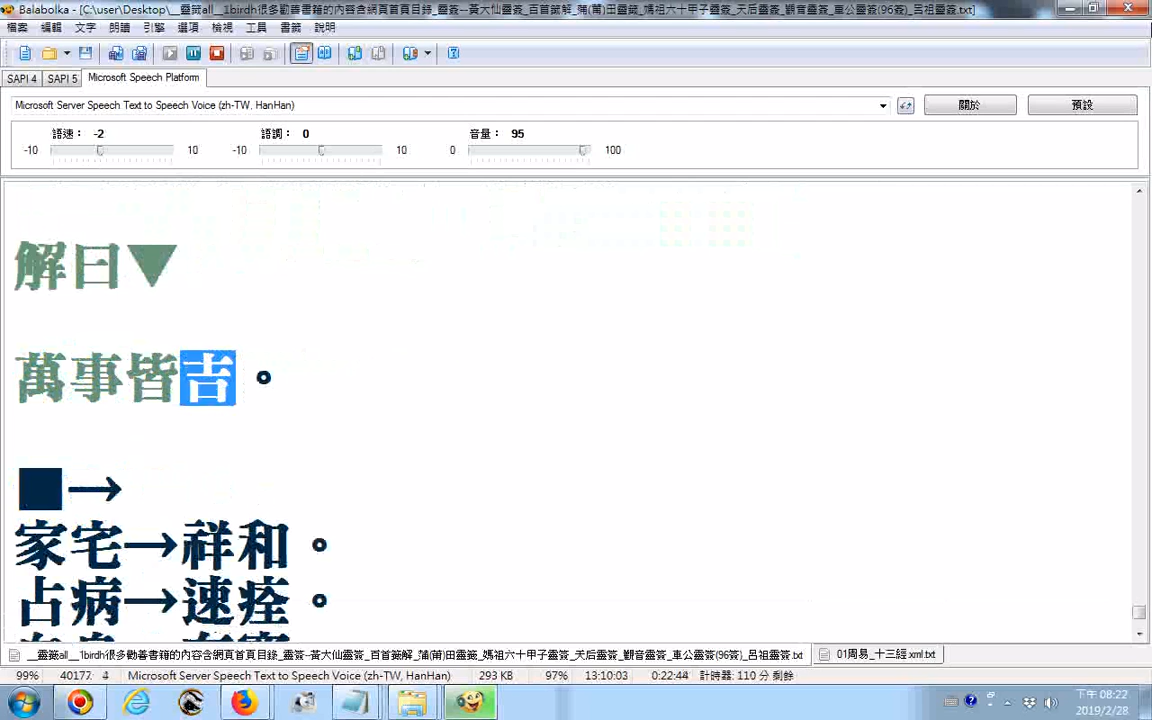 Balabolka - [C:\user\Desktop\__靈籤all__1birdh很多勸善書籍的內容含網頁首頁目錄_靈簽--黃大仙靈簽_百首籤解_蒲(莆)田靈籤_媽祖六十甲子靈簽_天后靈簽_觀音靈簽_車公靈簽(96簽)_呂祖靈簽.txt]
檔案 編輯 文字 朗讀 引擎 選項 檢視 工具 書籤 說明
SAPI 4 SAPI 5 Microsoft Speech Platform
Microsoft Server Speech Text to Speech Voice (zh-TW, HanHan) 關於 預設
語速： -2 語調： 0 音量： 95
-10 10 -10 10 0 100
解曰▼
萬事皆吉。
■→
家宅→祥和。
占病→速痊。
__靈籤all__1birdh很多勸善書籍的內容含網頁首頁目錄_靈簽--黃大仙靈簽_百首籤解_蒲(莆)田靈籤_媽祖六十甲子靈簽_天后靈簽_觀音靈簽_車公靈簽(96簽)_呂祖靈簽.txt 01周易_十三經.xml.txt
99% 40177: 4 Microsoft Server Speech Text to Speech Voice (zh-TW, HanHan) 293 KB 97% 13:10:03 0:22:44 計時器: 110 分 剩餘
下午 08:22
2019/2/28